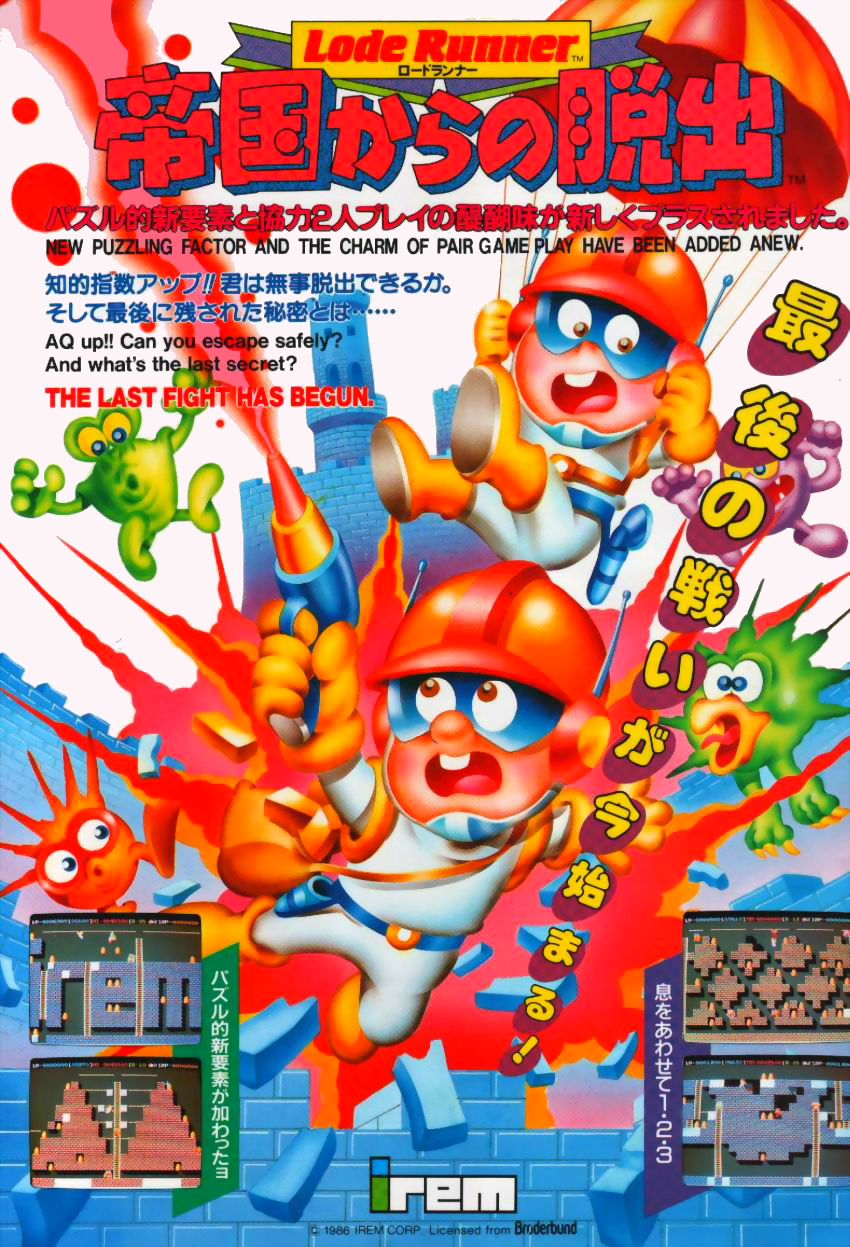 Lode Runner TM
ロードランナー
帝国からの脱出 TM
パズル的新要素と協力2人プレイの醍醐味が新しくプラスされました。
NEW PUZZLING FACTOR AND THE CHARM OF PAIR GAME PLAY HAVE BEEN ADDED ANEW.
知的指数アップ!! 君は無事脱出できるか。
そして最後に残された秘密とは……
AQ up!! Can you escape safely?
And what's the last secret?
THE LAST FIGHT HAS BEGUN.
最後の戦いが今始まる!
パズル的新要素が加わったヨ
息をあわせて1・2・3
irem
irem
© 1986 IREM CORP. Licensed from Brøderbund